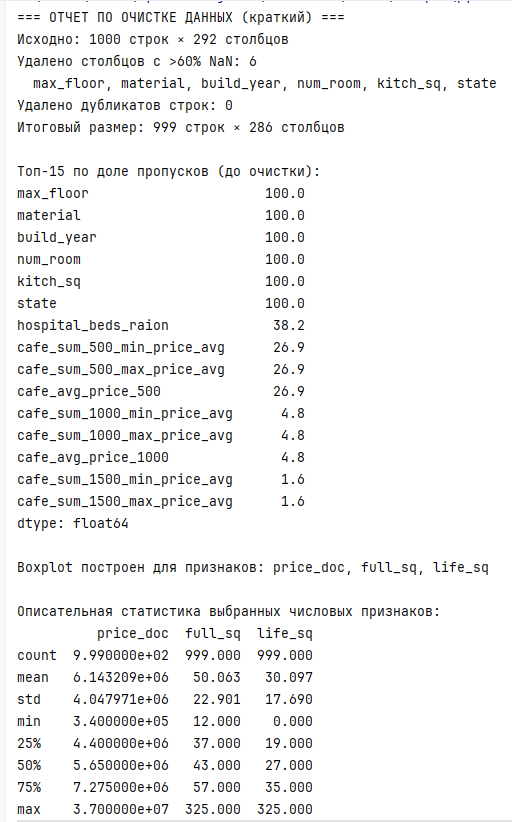 === ОТЧЕТ ПО ОЧИСТКЕ ДАННЫХ (краткий) ===
Исходно: 1000 строк × 292 столбцов
Удалено столбцов с >60% NaN: 6
  max_floor, material, build_year, num_room, kitch_sq, state
Удалено дубликатов строк: 0
Итоговый размер: 999 строк × 286 столбцов

Топ-15 по доле пропусков (до очистки):
max_floor                     100.0
material                      100.0
build_year                    100.0
num_room                      100.0
kitch_sq                      100.0
state                         100.0
hospital_beds_raion            38.2
cafe_sum_500_min_price_avg     26.9
cafe_sum_500_max_price_avg     26.9
cafe_avg_price_500             26.9
cafe_sum_1000_min_price_avg     4.8
cafe_sum_1000_max_price_avg     4.8
cafe_avg_price_1000             4.8
cafe_sum_1500_min_price_avg     1.6
cafe_sum_1500_max_price_avg     1.6
dtype: float64

Boxplot построен для признаков: price_doc, full_sq, life_sq

Описательная статистика выбранных числовых признаков:
          price_doc  full_sq  life_sq
count  9.990000e+02  999.000  999.000
mean   6.143209e+06   50.063   30.097
std    4.047971e+06   22.901   17.690
min    3.400000e+05   12.000    0.000
25%    4.400000e+06   37.000   19.000
50%    5.650000e+06   43.000   27.000
75%    7.275000e+06   57.000   35.000
max    3.700000e+07  325.000  325.000